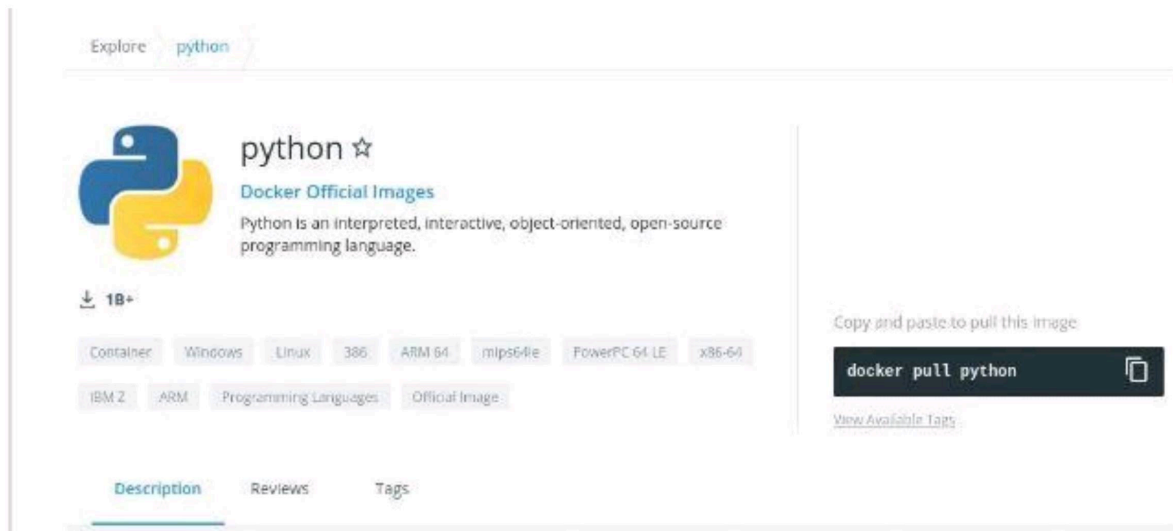 Explore python
python
Docker Official Images
Python is an interpreted, interactive, object-oriented, open-source
programming language.
1B+
Container Windows Linux 386 ARM 64 mips64le PowerPC 64 LE x86-64
IBM Z ARM Programming Languages Official Image
Copy and paste to pull this image
docker pull python
View Available Tags
Description Reviews Tags